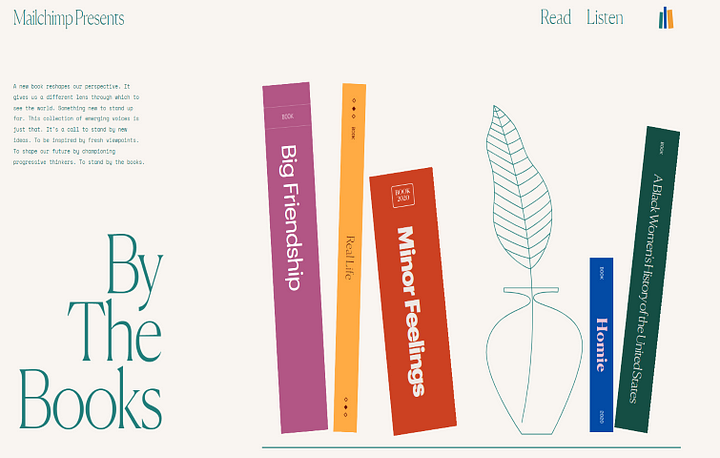 Mailchimp Presents
Read Listen
A new book reshapes our perspective. It
gives us a different lens through which to
see the world. Something new to stand up
for. This collection of emerging voices is
just that. It's a call to stand by new
ideas. To be inspired by fresh viewpoints.
To shape our future by championing
progressive thinkers. To stand by the books.
By
The
Books
BOOK
Big Friendship
BOOK
Real Life
BOOK
2020
Minor Feelings
BOOK
Homie
2020
BOOK
A Black Women's History of the United States